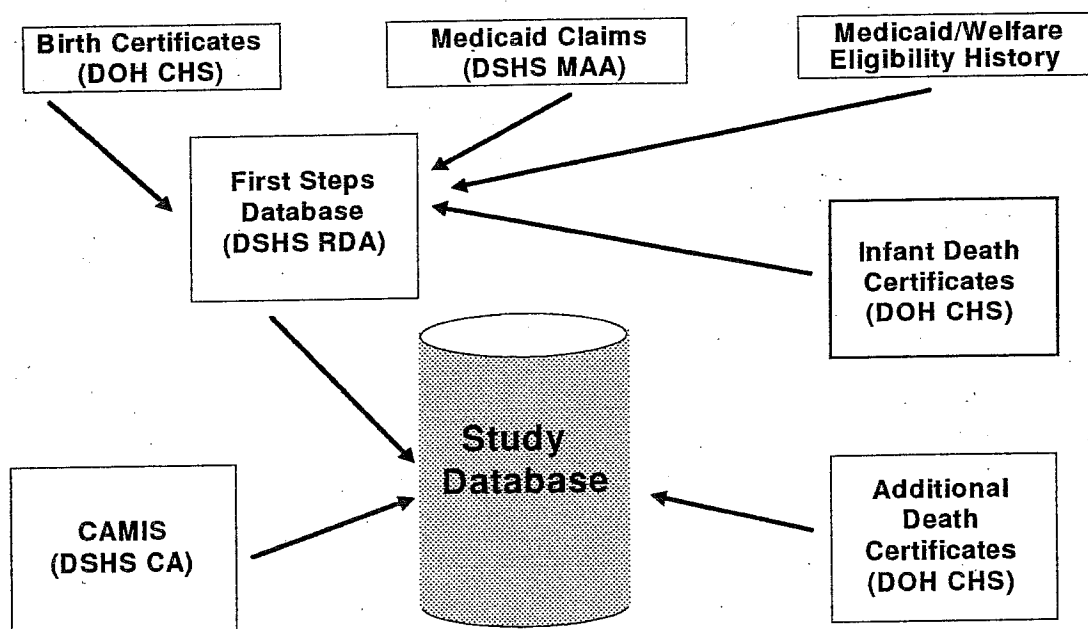 Birth Certificates
(DOH CHS)
Medicaid Claims
(DSHS MAA)
Medicaid/Welfare
Eligibility History
First Steps
Database
(DSHS RDA)
Infant Death
Certificates
(DOH CHS)
Study
Database
CAMIS
(DSHS CA)
Additional
Death
Certificates
(DOH CHS)